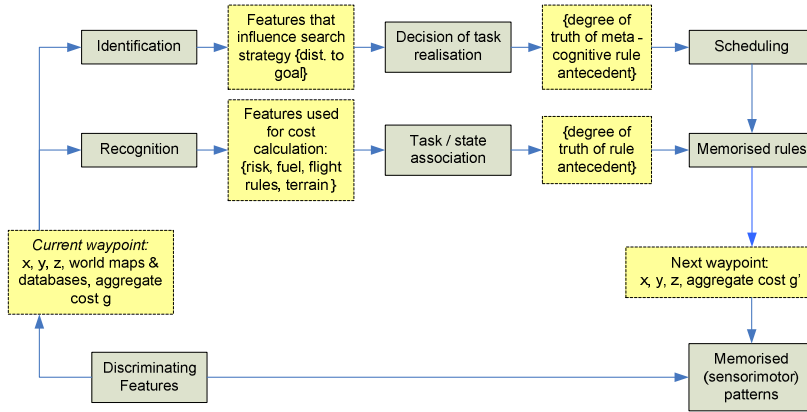 Identification
Features that
influence search
strategy {dist. to
goal}
Decision of task
realisation
{degree of
truth of meta -
cognitive rule
antecedent}
Scheduling
Recognition
Features used
for cost
calculation:
{risk, fuel, flight
rules, terrain }
Task / state
association
{degree of
truth of rule
antecedent}
Memorised rules
Current waypoint:
x, y, z, world maps &
databases, aggregate
cost g
Next waypoint:
x, y, z, aggregate cost g’
Discriminating
Features
Memorised
(sensorimotor)
patterns